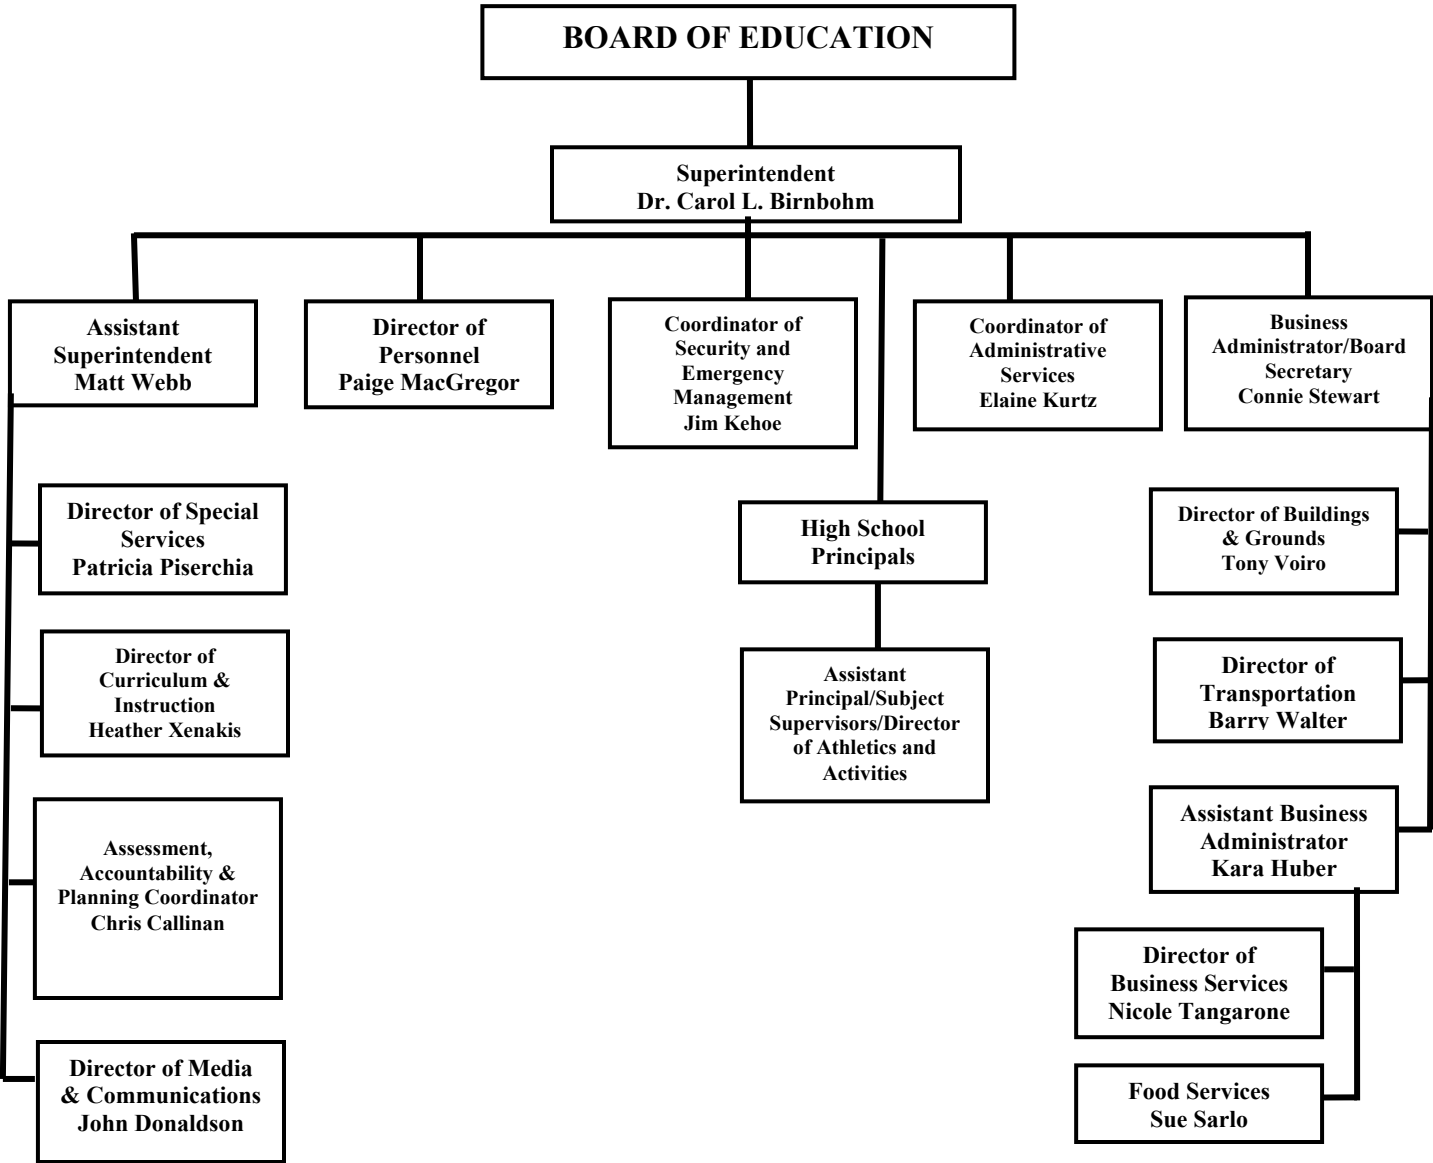 BOARD OF EDUCATION
Superintendent
Dr. Carol L. Birnbohm
Assistant
Superintendent
Matt Webb
Director of
Personnel
Paige MacGregor
Coordinator of
Security and
Emergency
Management
Jim Kehoe
Coordinator of
Administrative
Services
Elaine Kurtz
Business
Administrator/Board
Secretary
Connie Stewart
Director of Special
Services
Patricia Piserchia
High School
Principals
Director of Buildings
& Grounds
Tony Voiro
Director of
Curriculum &
Instruction
Heather Xenakis
Assistant
Principal/Subject
Supervisors/Director
of Athletics and
Activities
Director of
Transportation
Barry Walter
Assessment,
Accountability &
Planning Coordinator
Chris Callinan
Assistant Business
Administrator
Kara Huber
Director of
Business Services
Nicole Tangarone
Director of Media
& Communications
John Donaldson
Food Services
Sue Sarlo